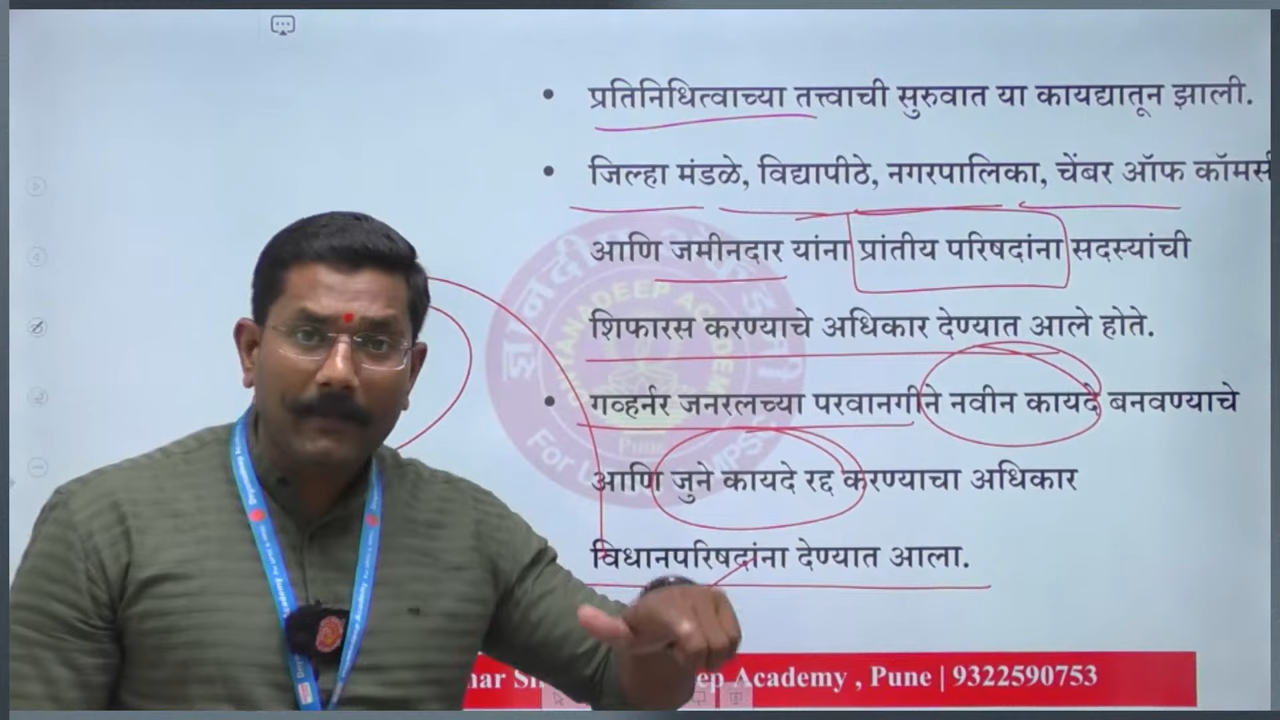 प्रतिनिधित्वाच्या तत्त्वाची सुरुवात या कायद्यातून झाली.
जिल्हा मंडळे, विद्यापीठे, नगरपालिका, चेंबर ऑफ कॉमर्स
आणि जमीनदार यांना प्रांतीय परिषदांना सदस्यांची
शिफारस करण्याचे अधिकार देण्यात आले होते.
गव्हर्नर जनरलच्या परवानगीने नवीन कायदे बनवण्याचे
आणि जुने कायदे रद्द करण्याचा अधिकार
विधानपरिषदांना देण्यात आला.
Academy , Pune | 9322590753